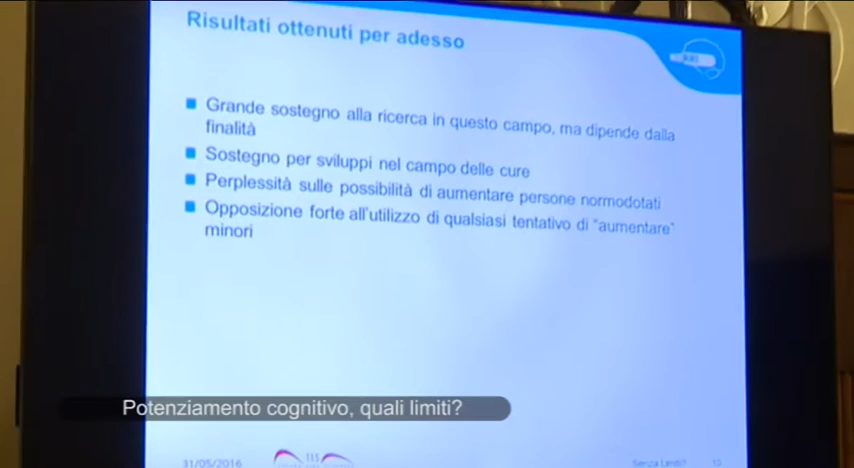 Risultati ottenuti per adesso
Grande sostegno alla ricerca in questo campo, ma dipende dalla
finalità
Sostegno per sviluppi nel campo delle cure
Perplessità sulle possibilità di aumentare persone normodotati
Opposizione forte all'utilizzo di qualsiasi tentativo di "aumentare"
minori
Potenziamento cognitivo, quali limiti?
31/05/2016
Senza Limiti?